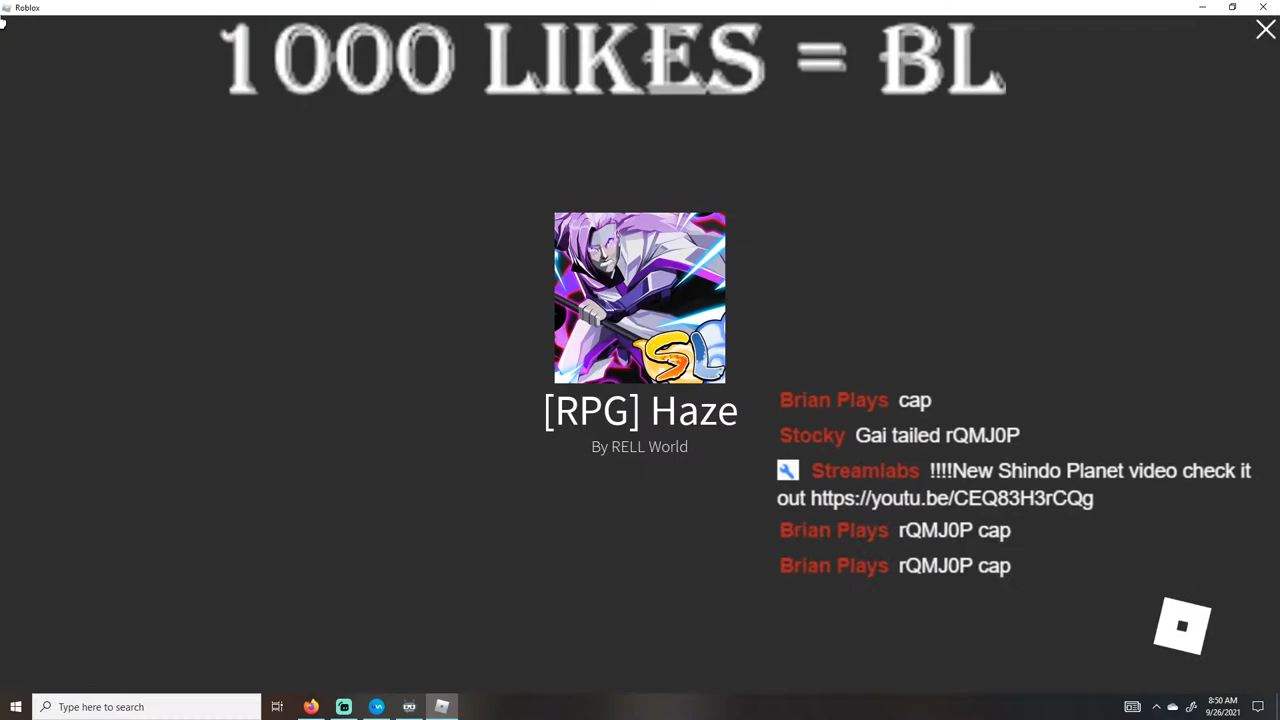 Roblox
1000 LIKES = BL
SL
[RPG] Haze
By RELL World
Brian Plays cap
Stocky Gai tailed rQMJ0P
Streamlabs !!!!New Shindo Planet video check it
out https://youtu.be/CEQ83H3rCQg
Brian Plays rQMJ0P cap
Brian Plays rQMJ0P cap
Type here to search
8:50 AM
9/26/2021